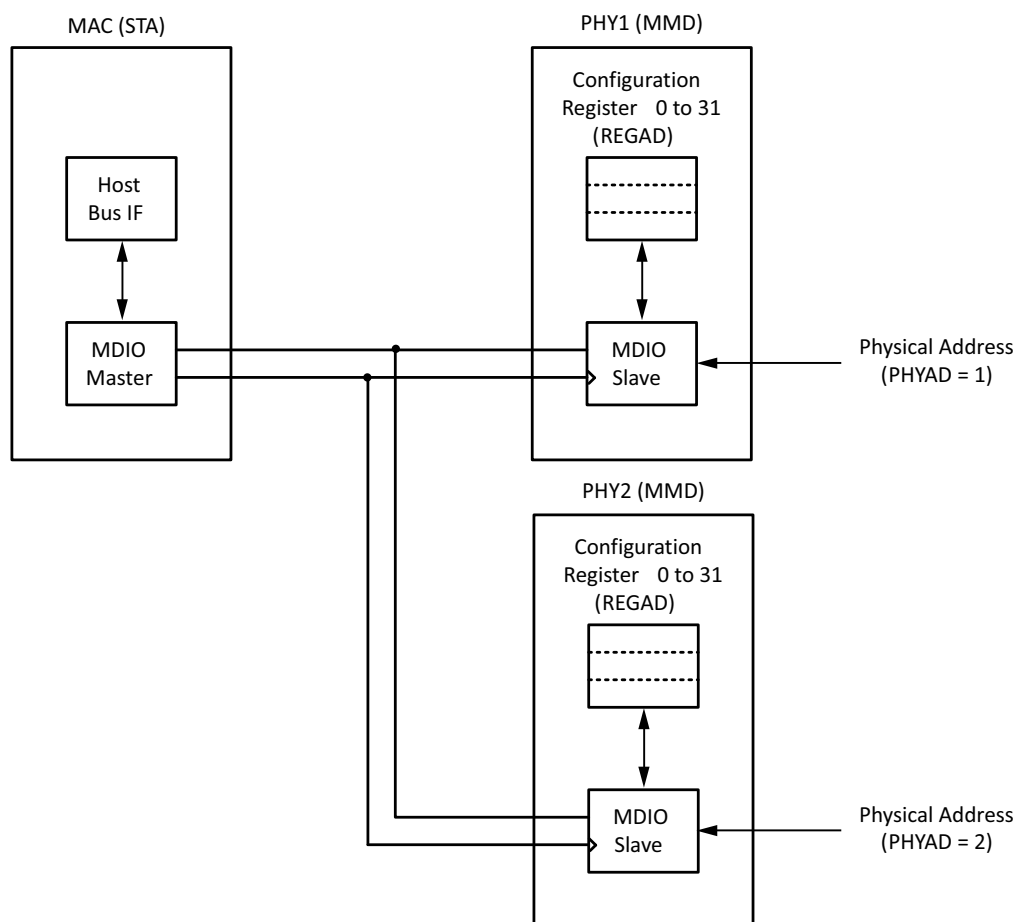 MAC (STA)
Host
Bus IF
MDIO
Master
PHY1 (MMD)
Configuration
Register 0 to 31
(REGAD)
MDIO
Slave
Physical Address
(PHYAD = 1)
PHY2 (MMD)
Configuration
Register 0 to 31
(REGAD)
MDIO
Slave
Physical Address
(PHYAD = 2)